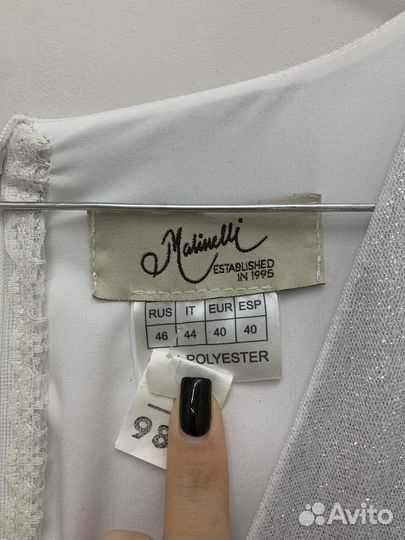 Malinelli
ESTABLISHED
IN 1995
RUS IT EUR ESP
46 44 40 40
POLYESTER
98
Avito